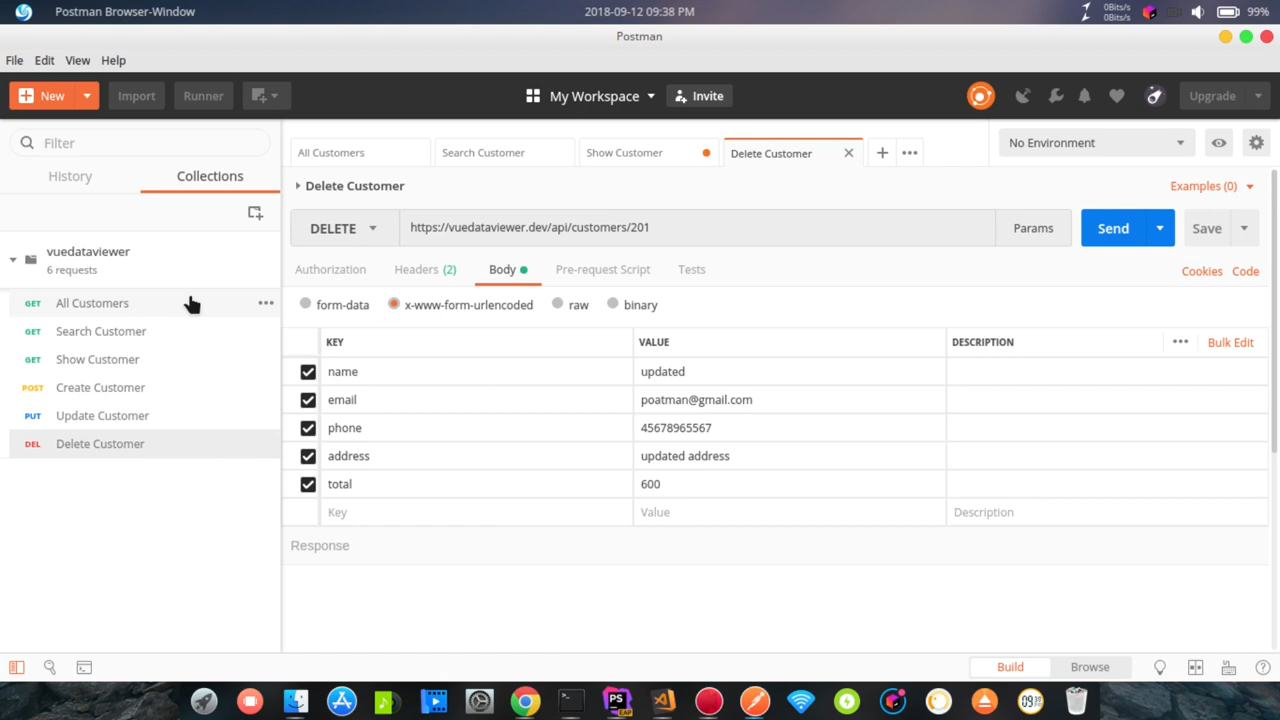 Postman Browser-Window
2018-09-12 09:38 PM
0Bits/s
0Bits/s
99%
Postman
File Edit View Help
New
Import
Runner
My Workspace
Invite
Upgrade
Filter
History
Collections
vuedataviewer
6 requests
GET All Customers
GET Search Customer
GET Show Customer
POST Create Customer
PUT Update Customer
DEL Delete Customer
All Customers
Search Customer
Show Customer
Delete Customer
No Environment
Delete Customer
Examples (0)
DELETE
https://vuedataviewer.dev/api/customers/201
Params
Send
Save
Authorization
Headers (2)
Body
Pre-request Script
Tests
Cookies
Code
form-data
x-www-form-urlencoded
raw
binary
KEY VALUE DESCRIPTION
Bulk Edit
name updated
email poatman@gmail.com
phone 45678965567
address updated address
total 600
Key Value Description
Response
Build
Browse
PS
EAP